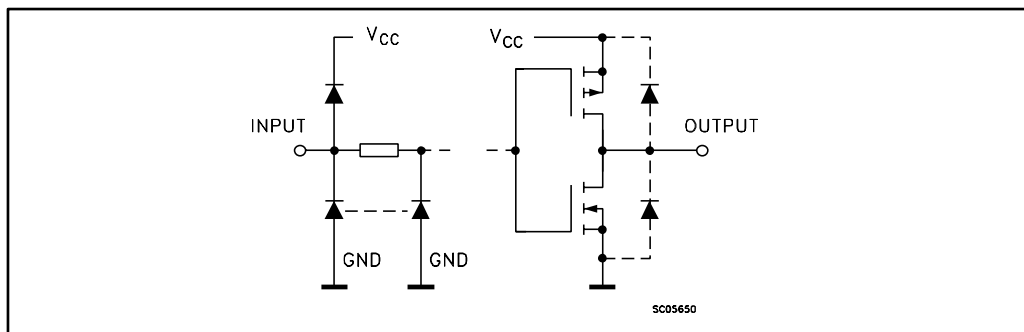 VCC
VCC
INPUT
OUTPUT
GND
GND
SC05650